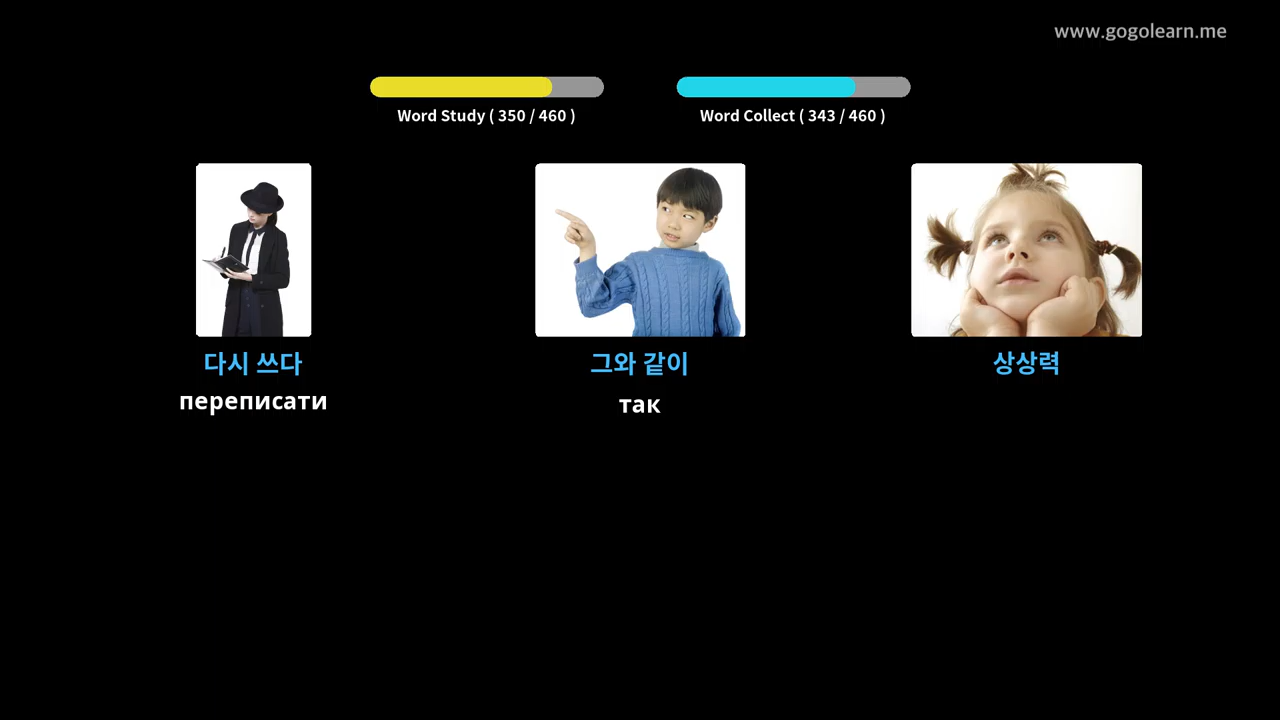 www.gogolearn.me
Word Study ( 350 / 460 )
Word Collect ( 343 / 460 )
다시 쓰다
그와 같이
상상력
переписати
так